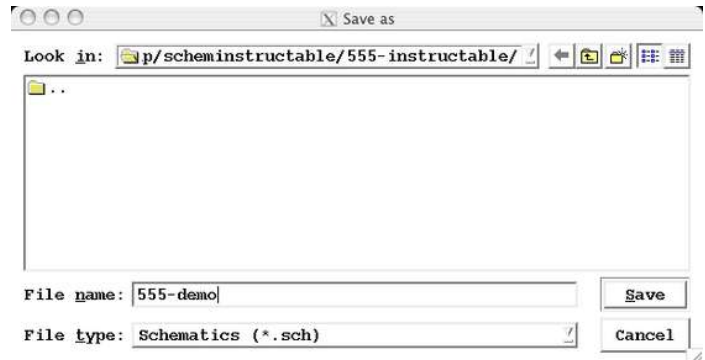 Save as
Look in: p/scheminstructable/555-instructable/
..
File name: 555-demo
Save
File type: Schematics (*.sch)
Cancel